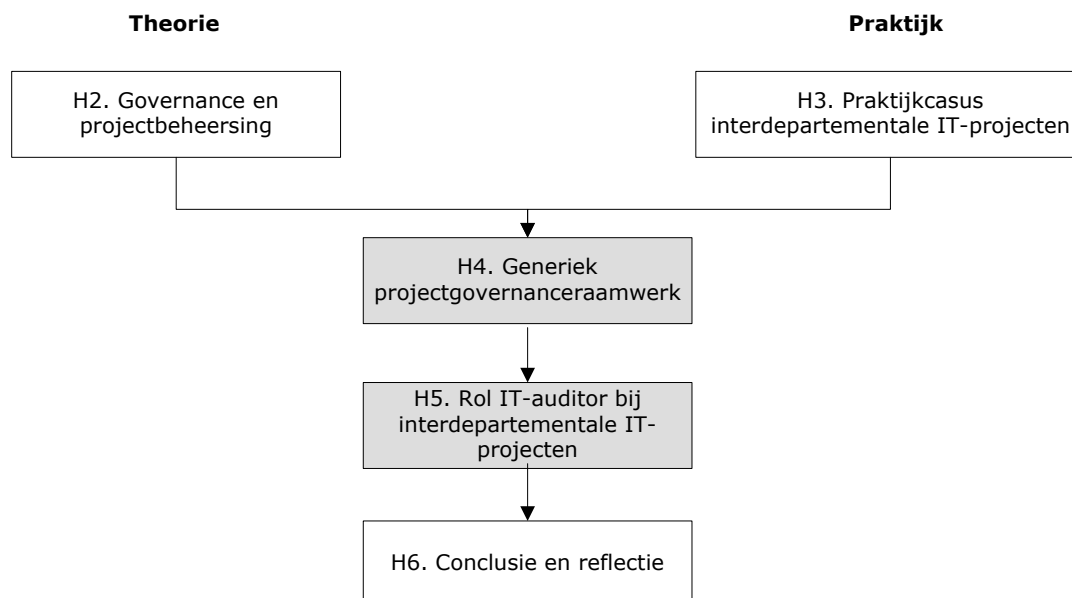 Theorie
Praktijk
H2. Governance en
projectbeheersing
H3. Praktijkcasus
interdepartementale IT-projecten
H4. Generiek
projectgovernanceraamwerk
H5. Rol IT-auditor bij
interdepartementale IT-
projecten
H6. Conclusie en reflectie